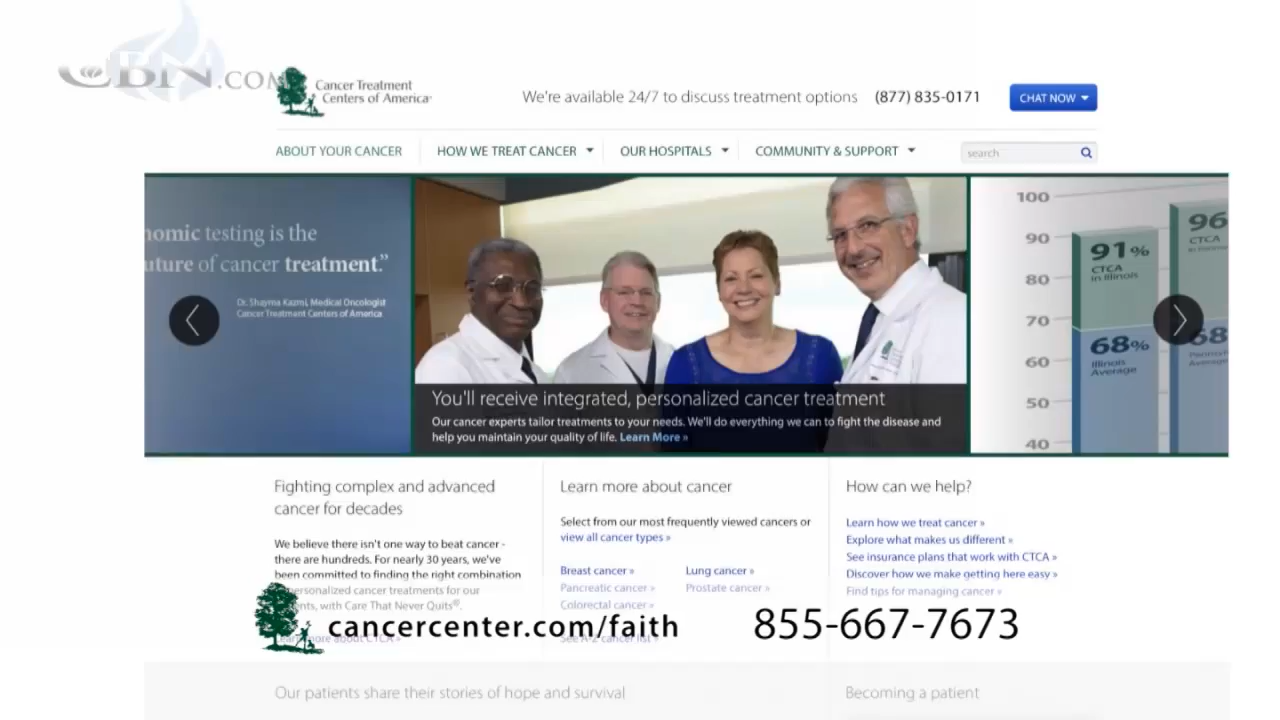 CBN.com
Cancer Treatment
Centers of America
We're available 24/7 to discuss treatment options (877) 835-0171
CHAT NOW
ABOUT YOUR CANCER HOW WE TREAT CANCER OUR HOSPITALS COMMUNITY & SUPPORT
search
nomic testing is the
uture of cancer treatment.”
Dr. Shayma Kazmi, Medical Oncologist
Cancer Treatment Centers of America
You'll receive integrated, personalized cancer treatment
Our cancer experts tailor treatments to your needs. We'll do everything we can to fight the disease and
help you maintain your quality of life. Learn More »
100
90
80
70
60
50
40
91%
CTCA
in Illinois
68%
Illinois
Average
96
CTCA
68
Average
Fighting complex and advanced
cancer for decades
We believe there isn't one way to beat cancer -
there are hundreds. For nearly 30 years, we've
been committed to finding the right combination
personalized cancer treatments for our
ents, with Care That Never Quits®.
more about CTCA »
Learn more about cancer
Select from our most frequently viewed cancers or
view all cancer types »
Breast cancer » Lung cancer »
Pancreatic cancer » Prostate cancer »
Colorectal cancer »
See A-Z cancer list »
How can we help?
Learn how we treat cancer »
Explore what makes us different »
See insurance plans that work with CTCA »
Discover how we make getting here easy »
Find tips for managing cancer »
cancercenter.com/faith 855-667-7673
Our patients share their stories of hope and survival
Becoming a patient